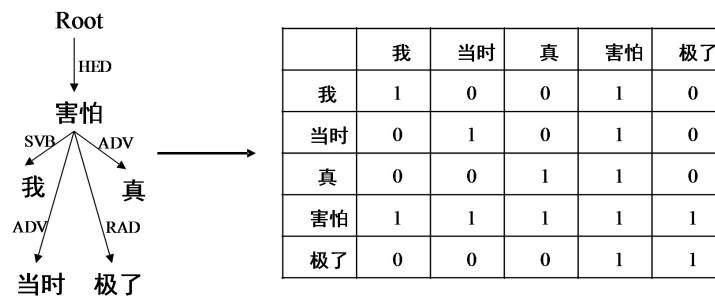 Root
HED
害怕
SVB ADV
我 真
ADV RAD
当时 极了
我 当时 真 害怕 极了
我 1 0 0 1 0
当时 0 1 0 1 0
真 0 0 1 1 0
害怕 1 1 1 1 1
极了 0 0 0 1 1